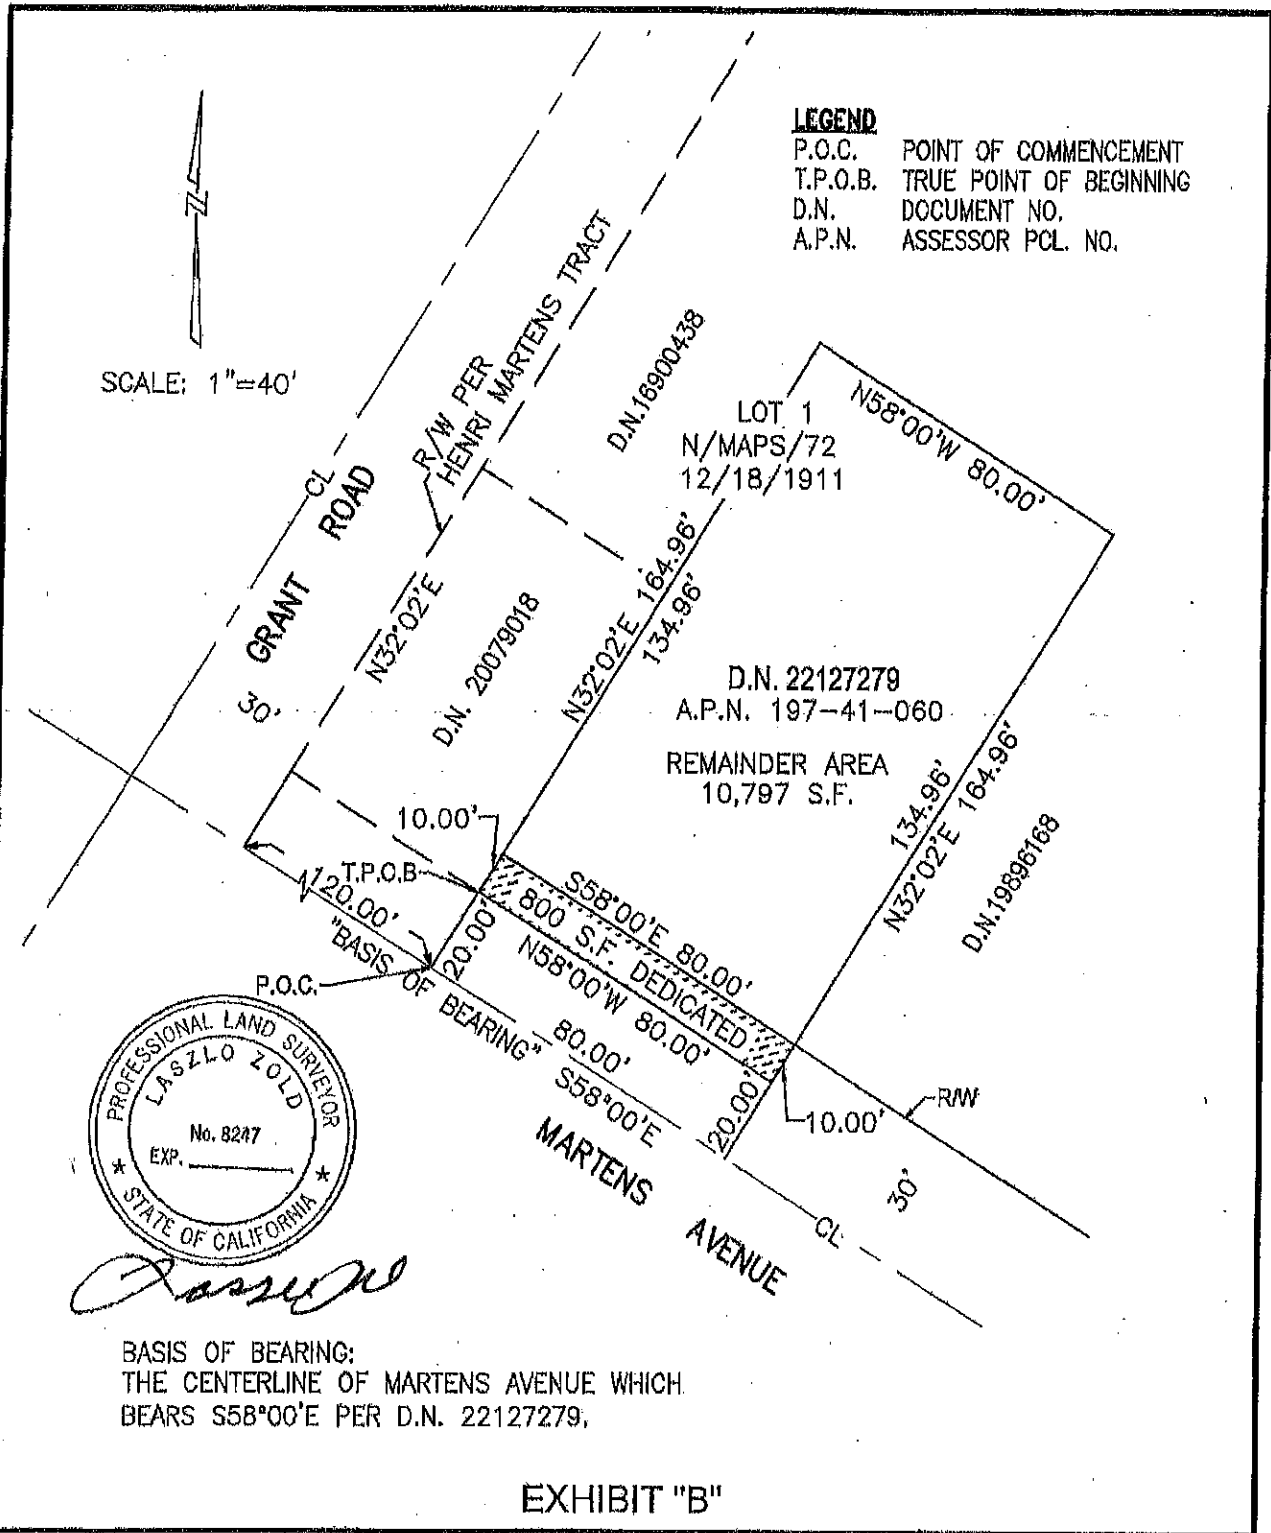 LEGEND
P.O.C. POINT OF COMMENCEMENT
T.P.O.B. TRUE POINT OF BEGINNING
D.N. DOCUMENT NO.
A.P.N. ASSESSOR PCL. NO.
N
SCALE: 1"=40'
CL
GRANT ROAD
30'
R/W PER
HENRI MARTENS TRACT
N32°02'E
D.N.16900438
D.N. 20079018
LOT 1
N/MAPS/72
12/18/1911
N58°00'W 80.00'
N32°02'E 164.96'
134.96'
D.N. 22127279
A.P.N. 197-41-060
REMAINDER AREA
10,797 S.F.
134.96'
N32°02'E 164.96'
D.N.19896168
10.00'
T.P.O.B
120.00'
"BASIS OF BEARING"
P.O.C.
20.00'
S58°00'E 80.00'
800 S.F. DEDICATED
N58°00'W 80.00'
80.00'
S58°00'E
20.00'
10.00'
R/W
30'
CL
MARTENS AVENUE
PROFESSIONAL LAND SURVEYOR
LASZLO ZOLD
No. 8247
EXP.
STATE OF CALIFORNIA
BASIS OF BEARING:
THE CENTERLINE OF MARTENS AVENUE WHICH
BEARS S58°00'E PER D.N. 22127279.
EXHIBIT "B"